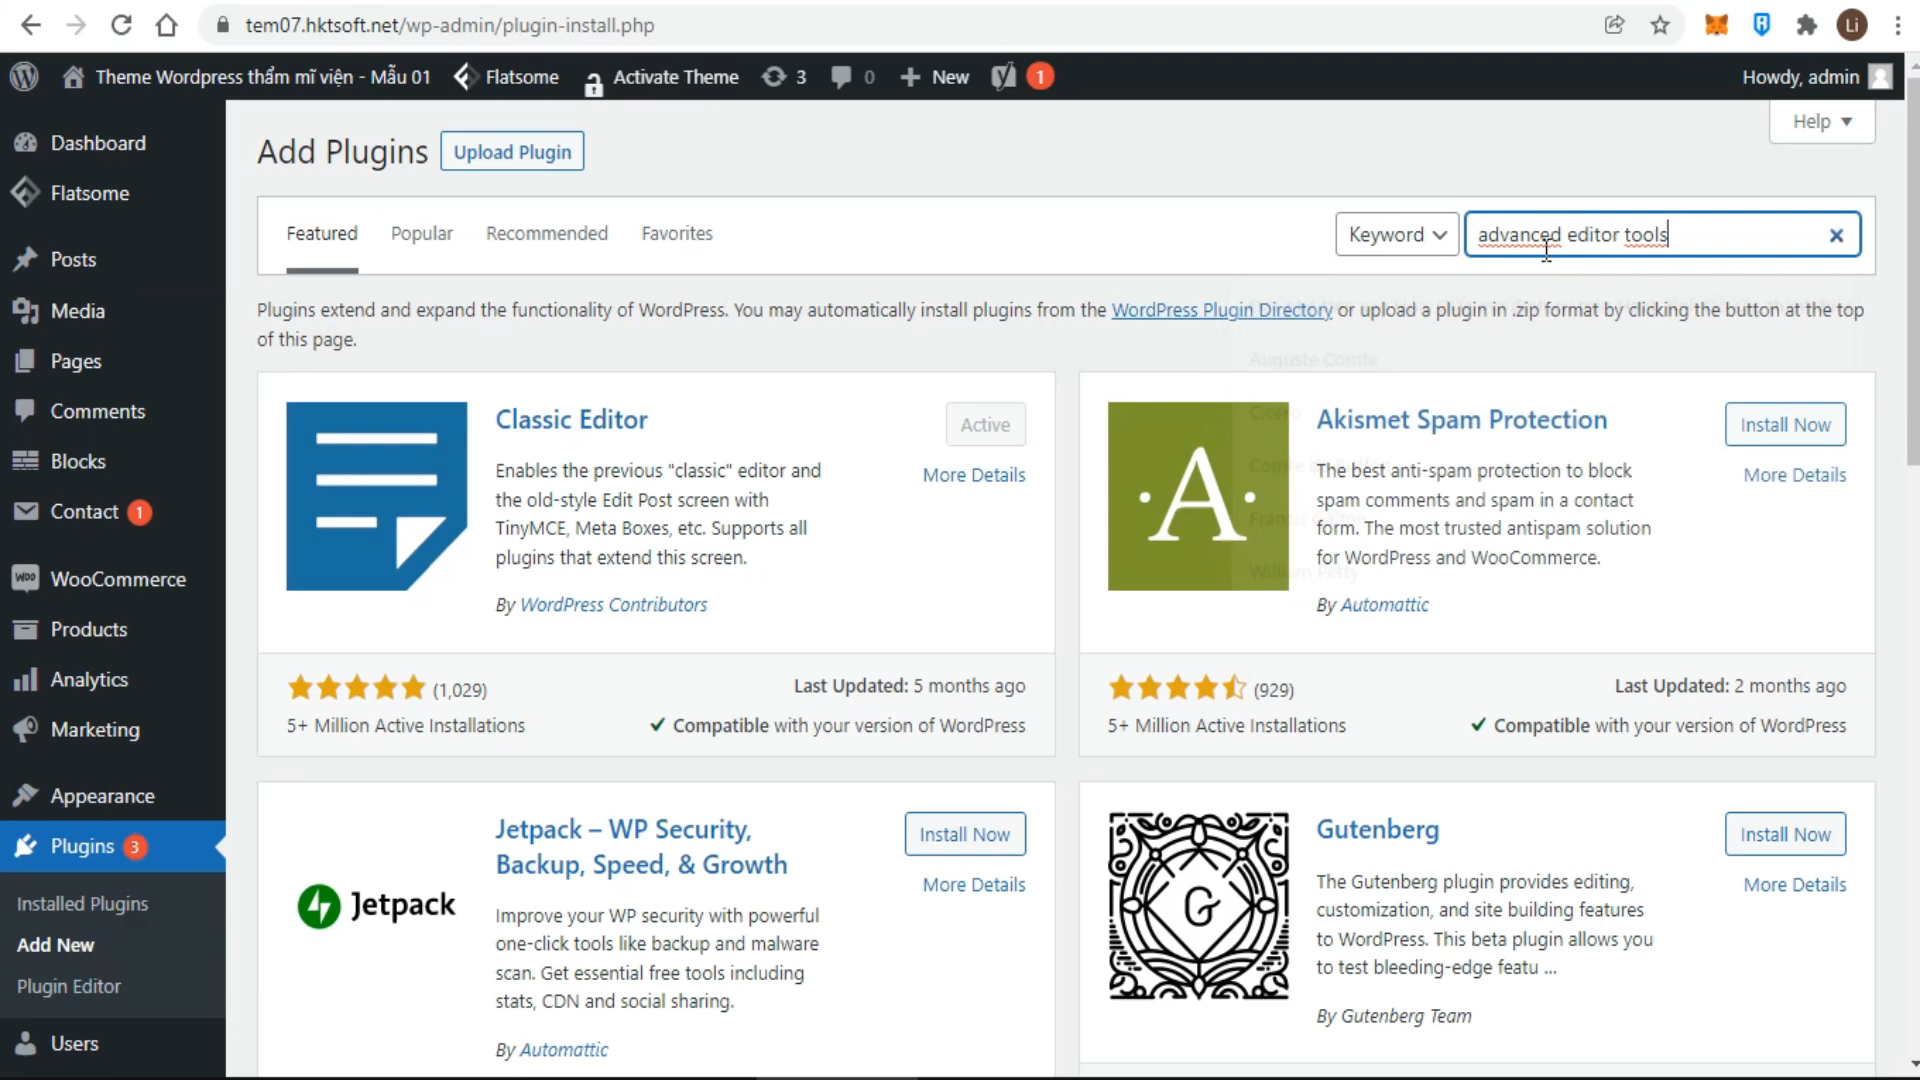 tem07.hktsoft.net/wp-admin/plugin-install.php
Li
Theme Wordpress thẩm mĩ viện - Mẫu 01
Flatsome
Activate Theme
3
0
New
1
Howdy, admin
Dashboard
Flatsome
Posts
Media
Pages
Comments
Blocks
Contact 1
WooCommerce
Products
Analytics
Marketing
Appearance
Plugins 3
Installed Plugins
Add New
Plugin Editor
Users
Help
Add Plugins
Upload Plugin
Featured
Popular
Recommended
Favorites
Keyword
advanced editor tools
Plugins extend and expand the functionality of WordPress. You may automatically install plugins from the WordPress Plugin Directory or upload a plugin in .zip format by clicking the button at the top
of this page.
Auguste Comte
William Petty
Classic Editor
Active
More Details
Enables the previous "classic" editor and
the old-style Edit Post screen with
TinyMCE, Meta Boxes, etc. Supports all
plugins that extend this screen.
By WordPress Contributors
(1,029)
Last Updated: 5 months ago
5+ Million Active Installations
Compatible with your version of WordPress
A
Akismet Spam Protection
Install Now
More Details
The best anti-spam protection to block
spam comments and spam in a contact
form. The most trusted antispam solution
for WordPress and WooCommerce.
By Automattic
(929)
Last Updated: 2 months ago
5+ Million Active Installations
Compatible with your version of WordPress
Jetpack
Jetpack – WP Security,
Backup, Speed, & Growth
Install Now
More Details
Improve your WP security with powerful
one-click tools like backup and malware
scan. Get essential free tools including
stats, CDN and social sharing.
By Automattic
G
Gutenberg
Install Now
More Details
The Gutenberg plugin provides editing,
customization, and site building features
to WordPress. This beta plugin allows you
to test bleeding-edge featu ...
By Gutenberg Team